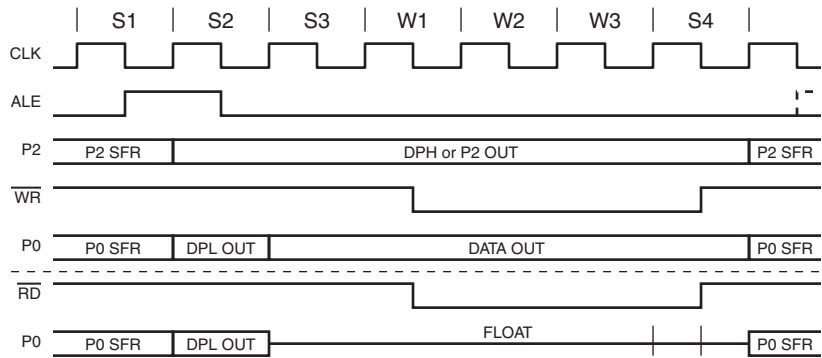 S1 S2 S3 W1 W2 W3 S4
CLK
ALE
P2 P2 SFR DPH or P2 OUT P2 SFR
WR
P0 P0 SFR DPL OUT DATA OUT P0 SFR
RD
P0 P0 SFR DPL OUT FLOAT P0 SFR